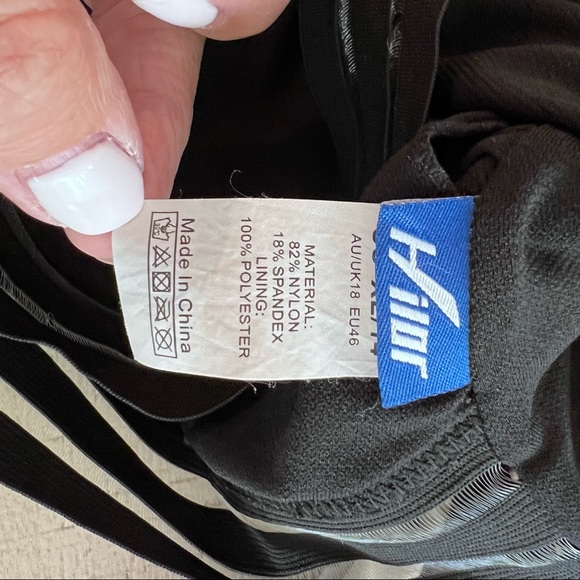 Hilor
AU/UK18 EU46
MATERIAL:
82% NYLON
18% SPANDEX
LINING:
100% POLYESTER
Made In China